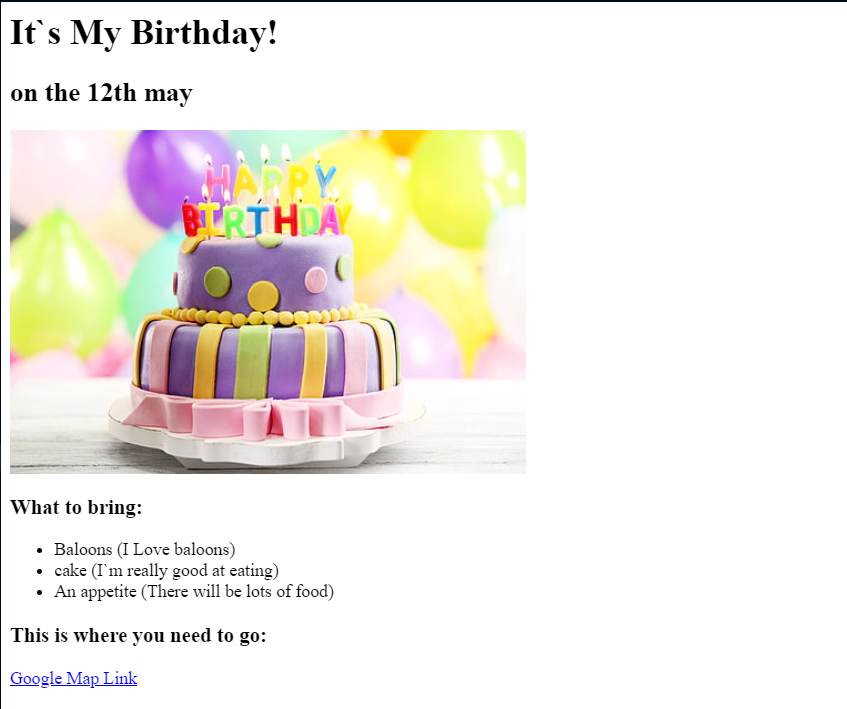 It`s My Birthday!
on the 12th may
HAPPY
BIRTHDAY
What to bring:
Baloons (I Love baloons)
cake (I`m really good at eating)
An appetite (There will be lots of food)
This is where you need to go:
Google Map Link